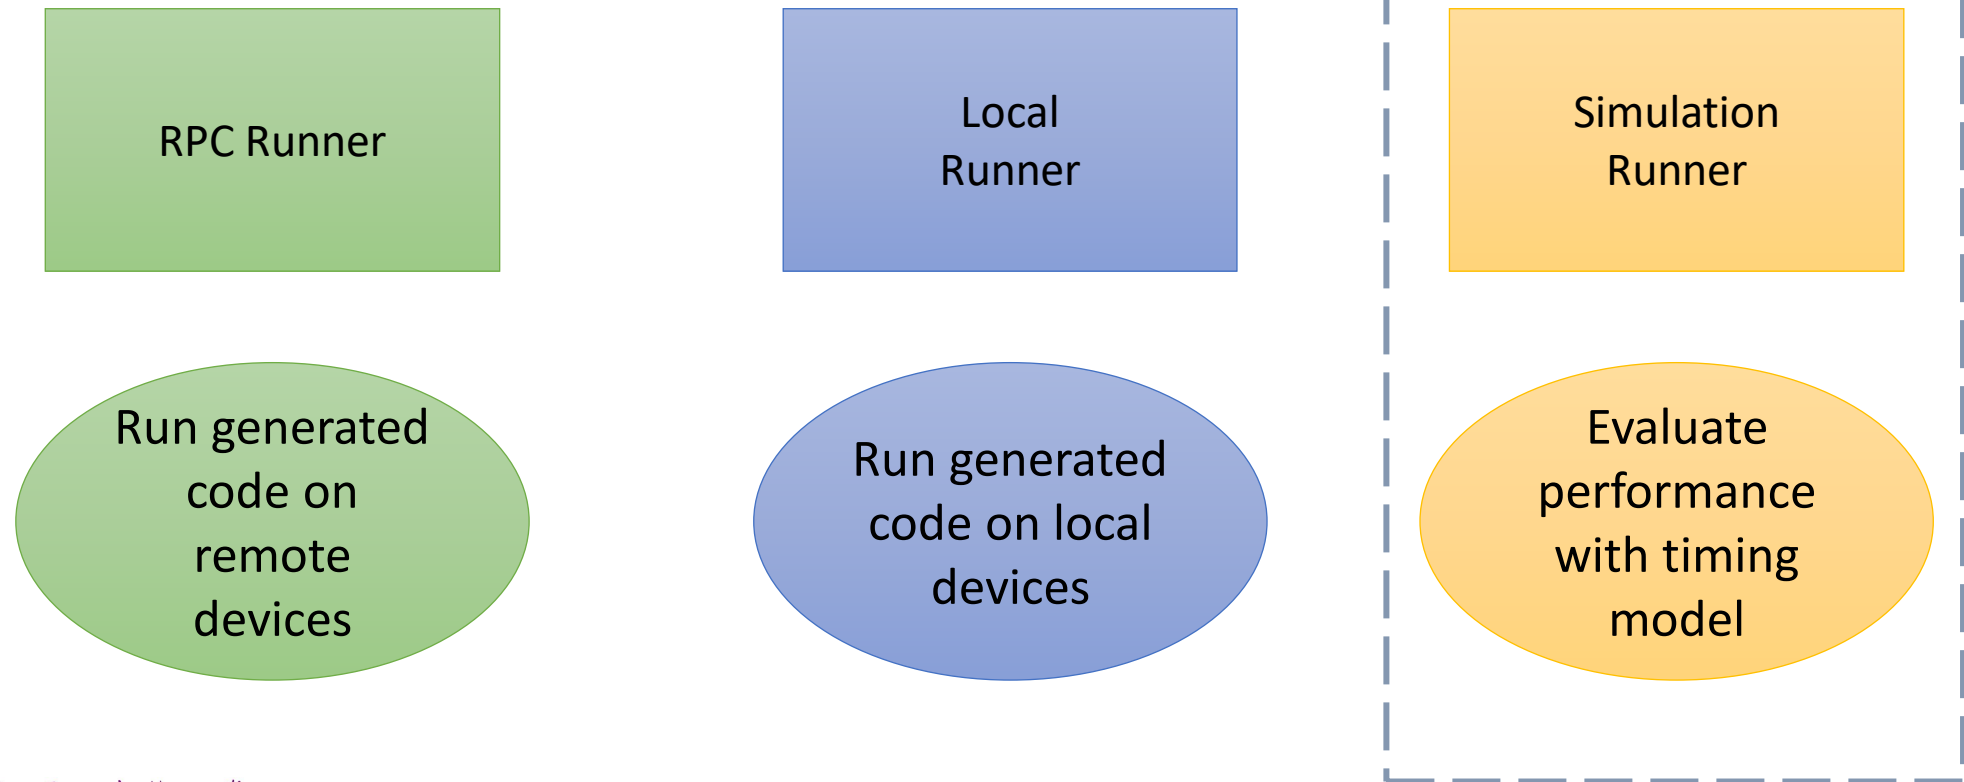 RPC Runner
Local
Runner
Simulation
Runner
Run generated
code on
remote
devices
Run generated
code on local
devices
Evaluate
performance
with timing
model